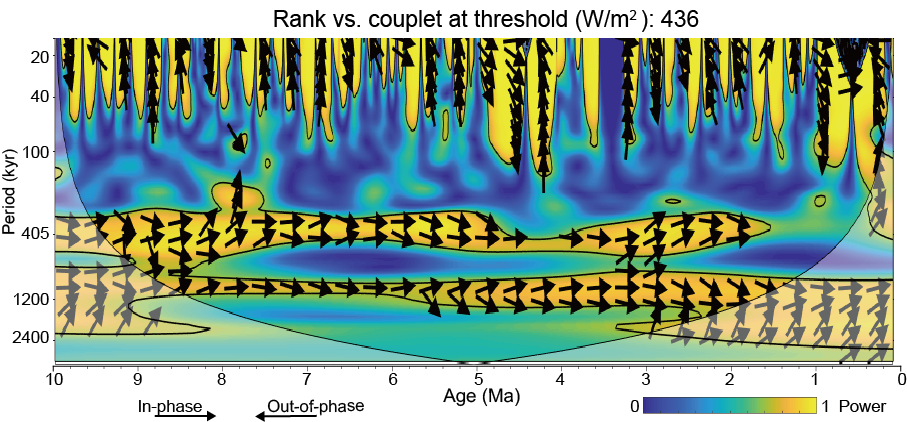 Rank vs. couplet at threshold (W/m²): 436
Period (kyr)
20
40
100
405
1200
2400
10 9 8 7 6 5 4 3 2 1 0
Age (Ma)
In-phase Out-of-phase
0 1 Power